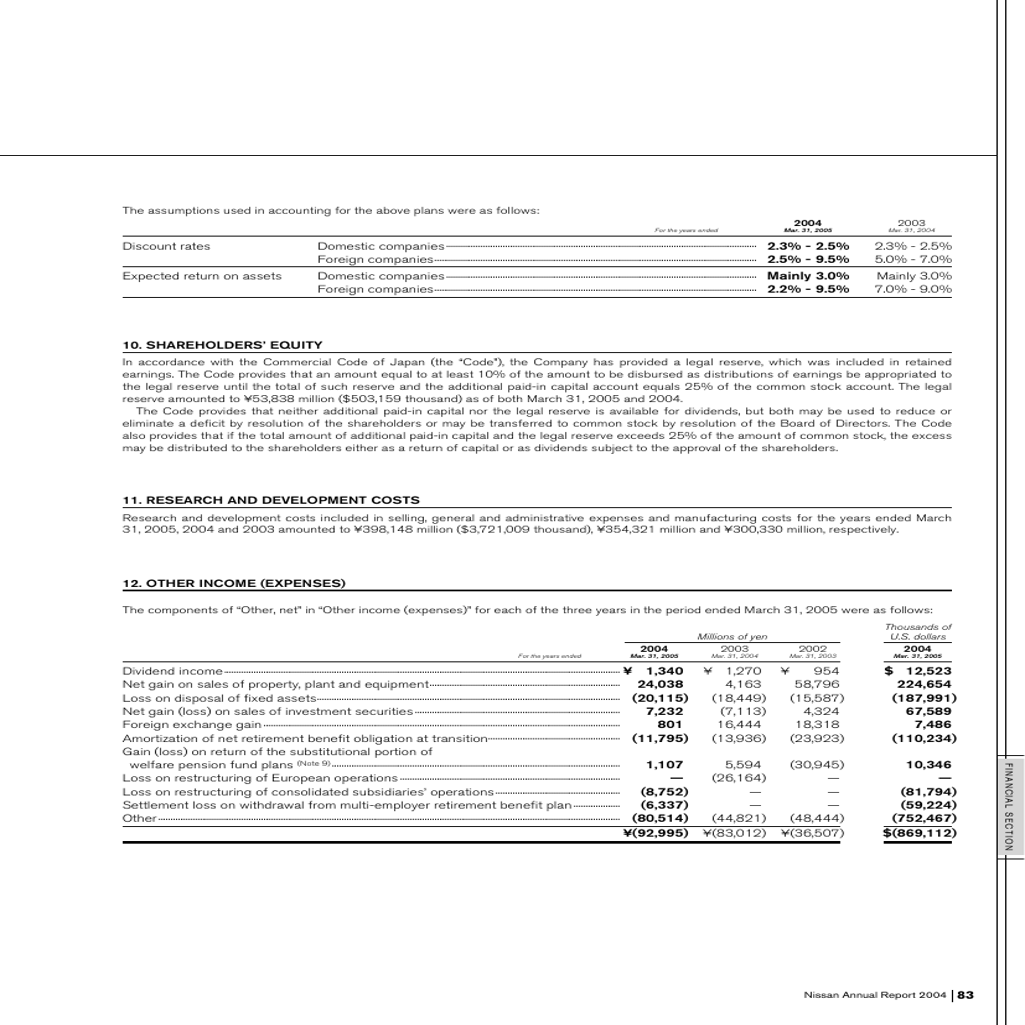 The assumptions used in accounting for the above plans were as follows:
2004 2003
For the years ended Mar. 31, 2005 Mar. 31, 2004
Discount rates Domestic companies 2.3% - 2.5% 2.3% - 2.5%
Foreign companies 2.5% - 9.5% 5.0% - 7.0%
Expected return on assets Domestic companies Mainly 3.0% Mainly 3.0%
Foreign companies 2.2% - 9.5% 7.0% - 9.0%
10. SHAREHOLDERS’ EQUITY
In accordance with the Commercial Code of Japan (the “Code”), the Company has provided a legal reserve, which was included in retained
earnings. The Code provides that an amount equal to at least 10% of the amount to be disbursed as distributions of earnings be appropriated to
the legal reserve until the total of such reserve and the additional paid-in capital account equals 25% of the common stock account. The legal
reserve amounted to ¥53,838 million ($503,159 thousand) as of both March 31, 2005 and 2004.
The Code provides that neither additional paid-in capital nor the legal reserve is available for dividends, but both may be used to reduce or
eliminate a deficit by resolution of the shareholders or may be transferred to common stock by resolution of the Board of Directors. The Code
also provides that if the total amount of additional paid-in capital and the legal reserve exceeds 25% of the amount of common stock, the excess
may be distributed to the shareholders either as a return of capital or as dividends subject to the approval of the shareholders.
11. RESEARCH AND DEVELOPMENT COSTS
Research and development costs included in selling, general and administrative expenses and manufacturing costs for the years ended March
31, 2005, 2004 and 2003 amounted to ¥398,148 million ($3,721,009 thousand), ¥354,321 million and ¥300,330 million, respectively.
12. OTHER INCOME (EXPENSES)
The components of “Other, net” in “Other income (expenses)” for each of the three years in the period ended March 31, 2005 were as follows:
Thousands of
Millions of yen U.S. dollars
2004 2003 2002 2004
For the years ended Mar. 31, 2005 Mar. 31, 2004 Mar. 31, 2003 Mar. 31, 2005
Dividend income ¥ 1,340 ¥ 1,270 ¥ 954 $ 12,523
Net gain on sales of property, plant and equipment 24,038 4,163 58,796 224,654
Loss on disposal of fixed assets (20,115) (18,449) (15,587) (187,991)
Net gain (loss) on sales of investment securities 7,232 (7,113) 4,324 67,589
Foreign exchange gain 801 16,444 18,318 7,486
Amortization of net retirement benefit obligation at transition (11,795) (13,936) (23,923) (110,234)
Gain (loss) on return of the substitutional portion of
welfare pension fund plans (Note 9) 1,107 5,594 (30,945) 10,346
Loss on restructuring of European operations — (26,164) — —
Loss on restructuring of consolidated subsidiaries’ operations (8,752) — — (81,794)
Settlement loss on withdrawal from multi-employer retirement benefit plan (6,337) — — (59,224)
Other (80,514) (44,821) (48,444) (752,467)
¥(92,995) ¥(83,012) ¥(36,507) $(869,112)
FINANCIAL SECTION
Nissan Annual Report 2004 83